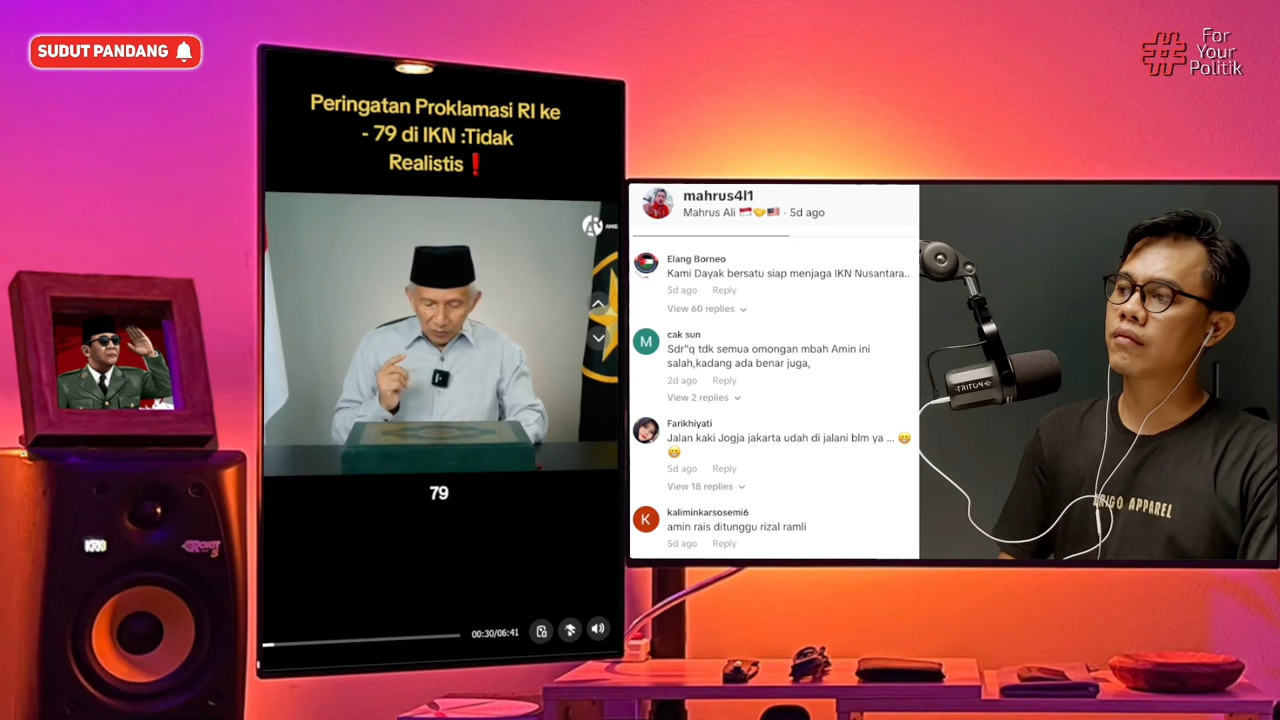 SUDUT PANDANG
#
For
Your
Politik
Peringatan Proklamasi RI ke
- 79 di IKN :Tidak
Realistis❗
79
00:30/06:41
mahrus4l1
Mahrus Ali 🇮🇩🤝🇲🇾 · 5d ago
Elang Borneo
Kami Dayak bersatu siap menjaga IKN Nusantara..
5d ago Reply
View 60 replies
M
cak sun
Sdr"q tdk semua omongan mbah Amin ini
salah,kadang ada benar juga,
2d ago Reply
View 2 replies
Farikhiyati
Jalan kaki Jogja jakarta udah di jalani blm ya ... 😁
😁
5d ago Reply
View 18 replies
K
kaliminkarsosemi6
amin rais ditunggu rizal ramli
5d ago Reply
TRITON
ERIGO APPAREL
KRK
ROKIT 5